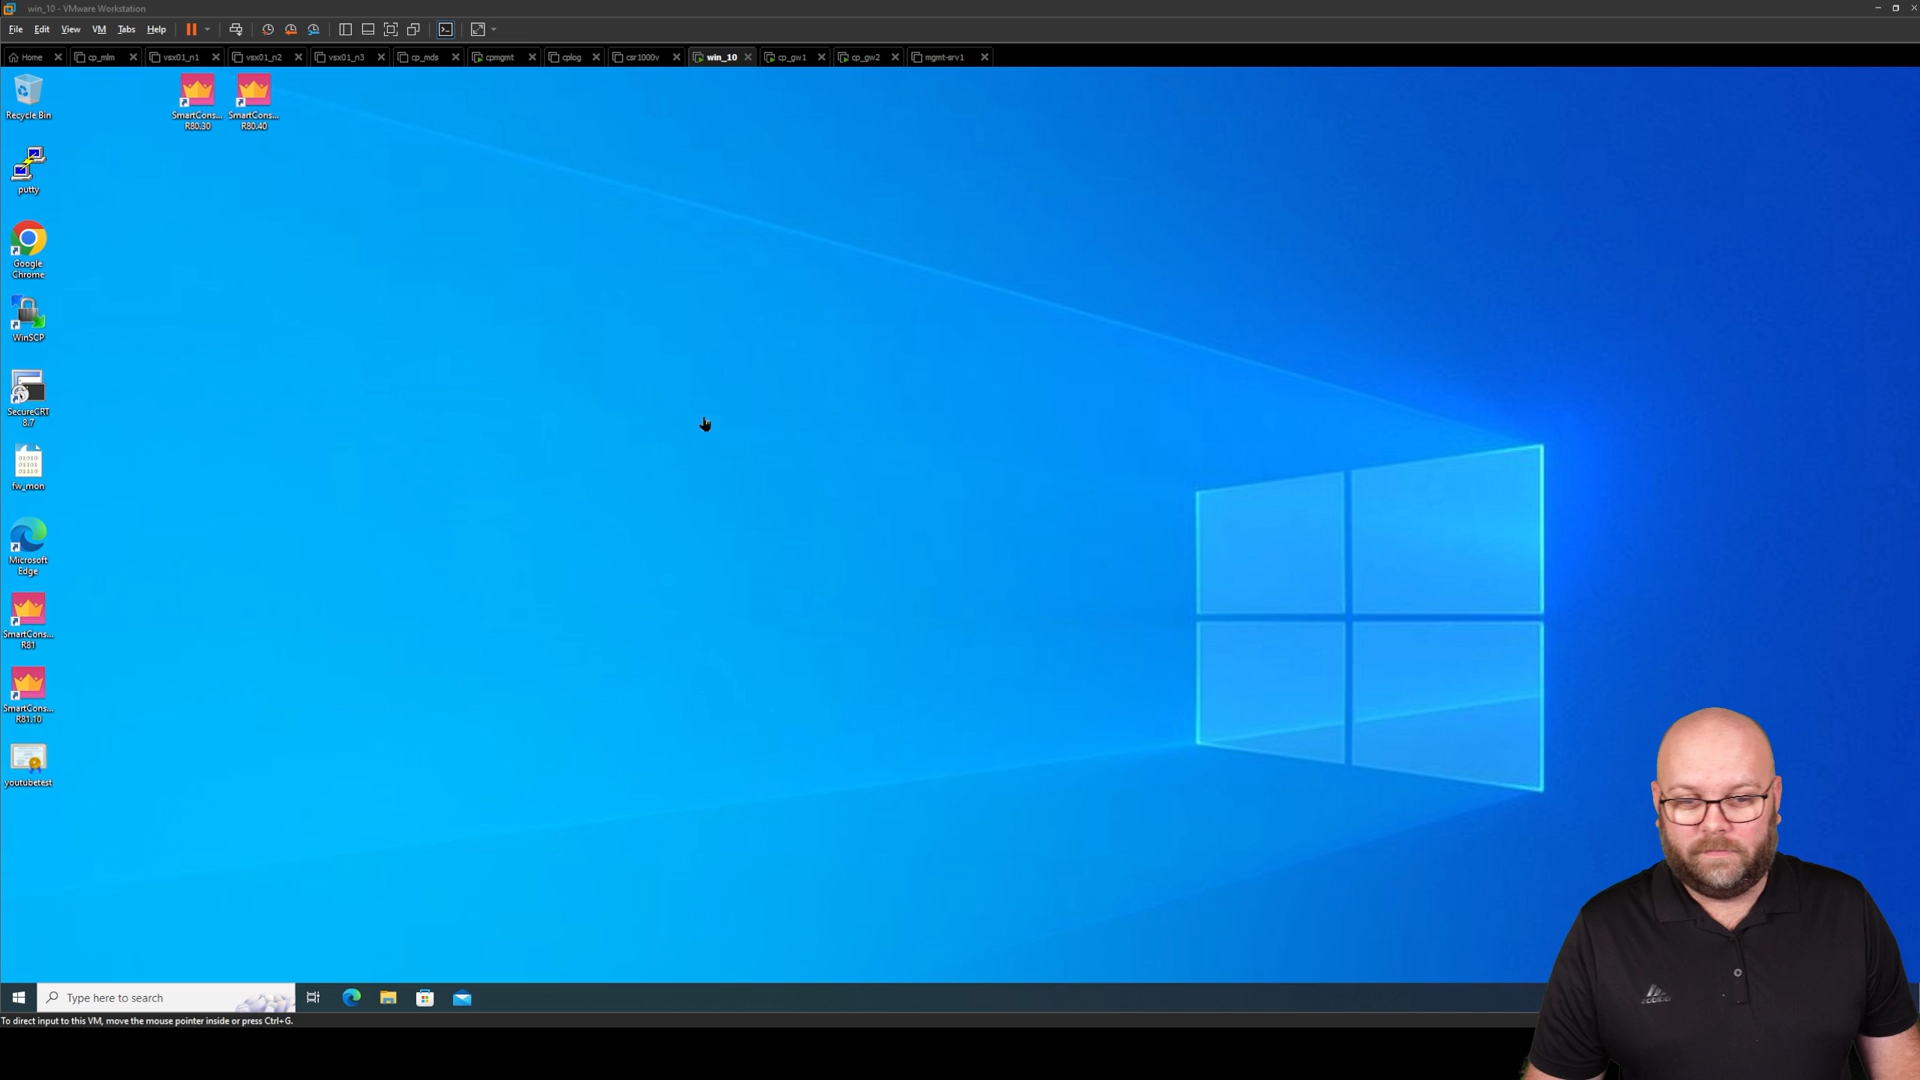 win_10 - VMware Workstation
File Edit View VM Tabs Help
Home cp_mlm vsx01_n1 vsx01_n2 vsx01_n3 cp_mds cpmgmt cplog csr1000v win_10 cp_gw1 cp_gw2 mgmt-srv1
Recycle Bin
SmartCons...
R80.30
SmartCons...
R80.40
putty
Google
Chrome
WinSCP
SecureCRT
8.7
fw_mon
Microsoft
Edge
SmartCons...
R81
SmartCons...
R81.10
youtubetest
Type here to search
To direct input to this VM, move the mouse pointer inside or press Ctrl+G.
adidas